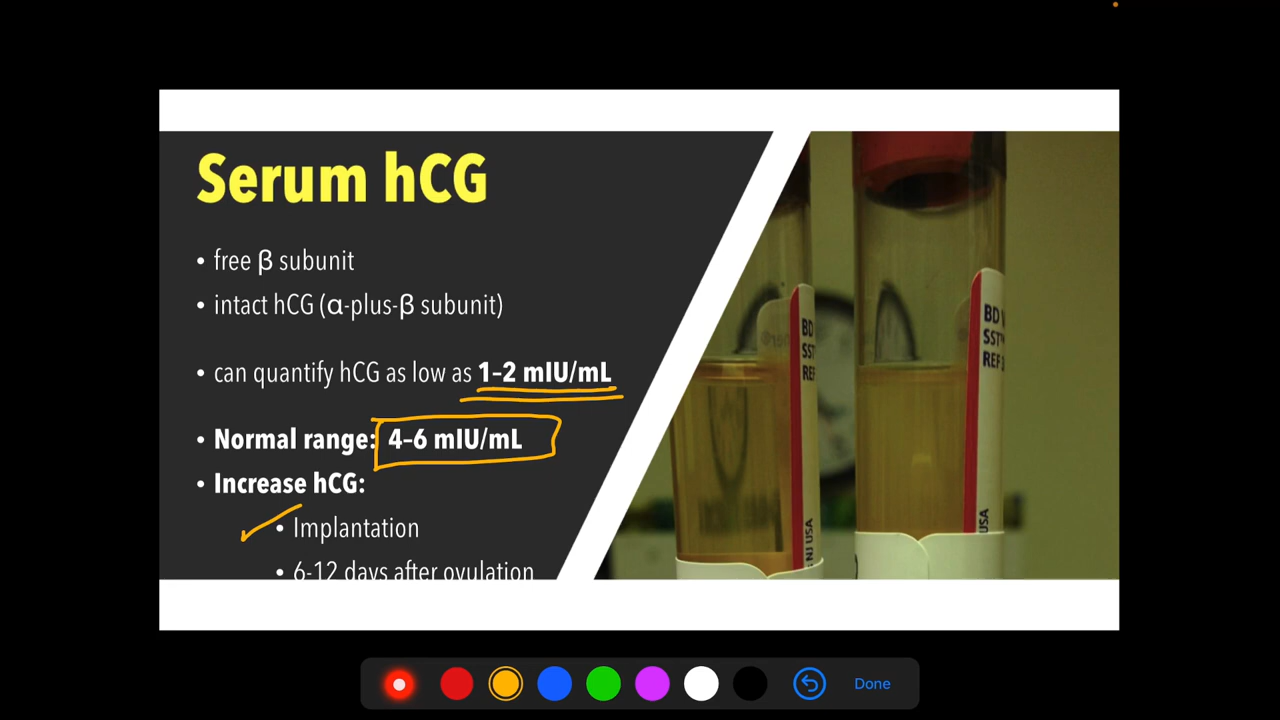 Serum hCG
• free β subunit
• intact hCG (α-plus-β subunit)
• can quantify hCG as low as 1–2 mIU/mL
• Normal range: 4–6 mIU/mL
• Increase hCG:
• Implantation
• 6-12 days after ovulation
BD
SST
REF
NJ USA
BD
SST
REF
USA
Done